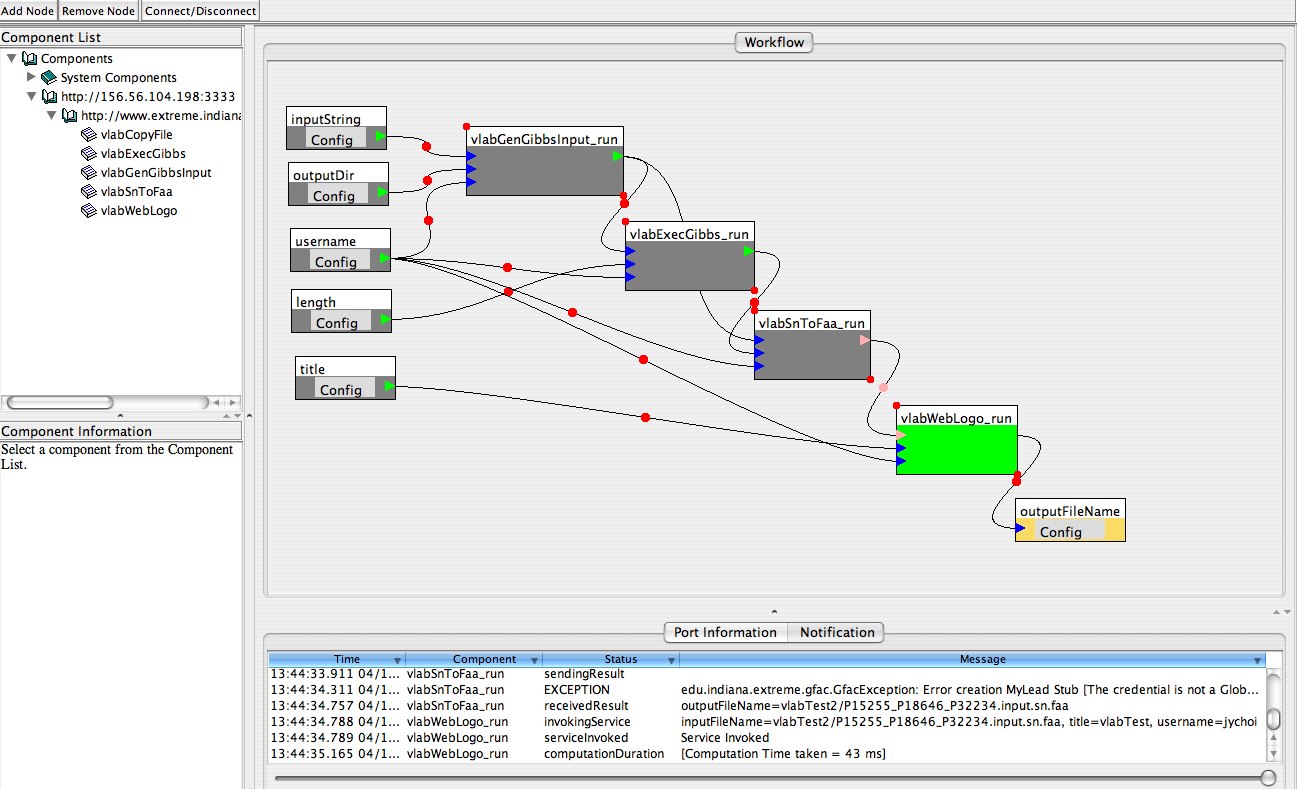 Add Node Remove Node Connect/Disconnect
Component List
Components
System Components
http://156.56.104.198:3333
http://www.extreme.indiana
vlabCopyFile
vlabExecGibbs
vlabGenGibbsInput
vlabSnToFaa
vlabWebLogo
Component Information
Select a component from the Component
List.
Workflow
inputString
Config
outputDir
Config
username
Config
length
Config
title
Config
vlabGenGibbsInput_run
vlabExecGibbs_run
vlabSnToFaa_run
vlabWebLogo_run
outputFileName
Config
Port Information Notification
Time Component Status Message
13:44:33.911 04/1... vlabSnToFaa_run sendingResult
13:44:34.311 04/1... vlabSnToFaa_run EXCEPTION edu.indiana.extreme.gfac.GfacException: Error creation MyLead Stub [The credential is not a Glob...
13:44:34.757 04/1... vlabSnToFaa_run receivedResult outputFileName=vlabTest2/P15255_P18646_P32234.input.sn.faa
13:44:34.788 04/1... vlabWebLogo_run invokingService inputFileName=vlabTest2/P15255_P18646_P32234.input.sn.faa, title=vlabTest, username=jychoi
13:44:34.789 04/1... vlabWebLogo_run serviceInvoked Service Invoked
13:44:35.165 04/1... vlabWebLogo_run computationDuration [Computation Time taken = 43 ms]